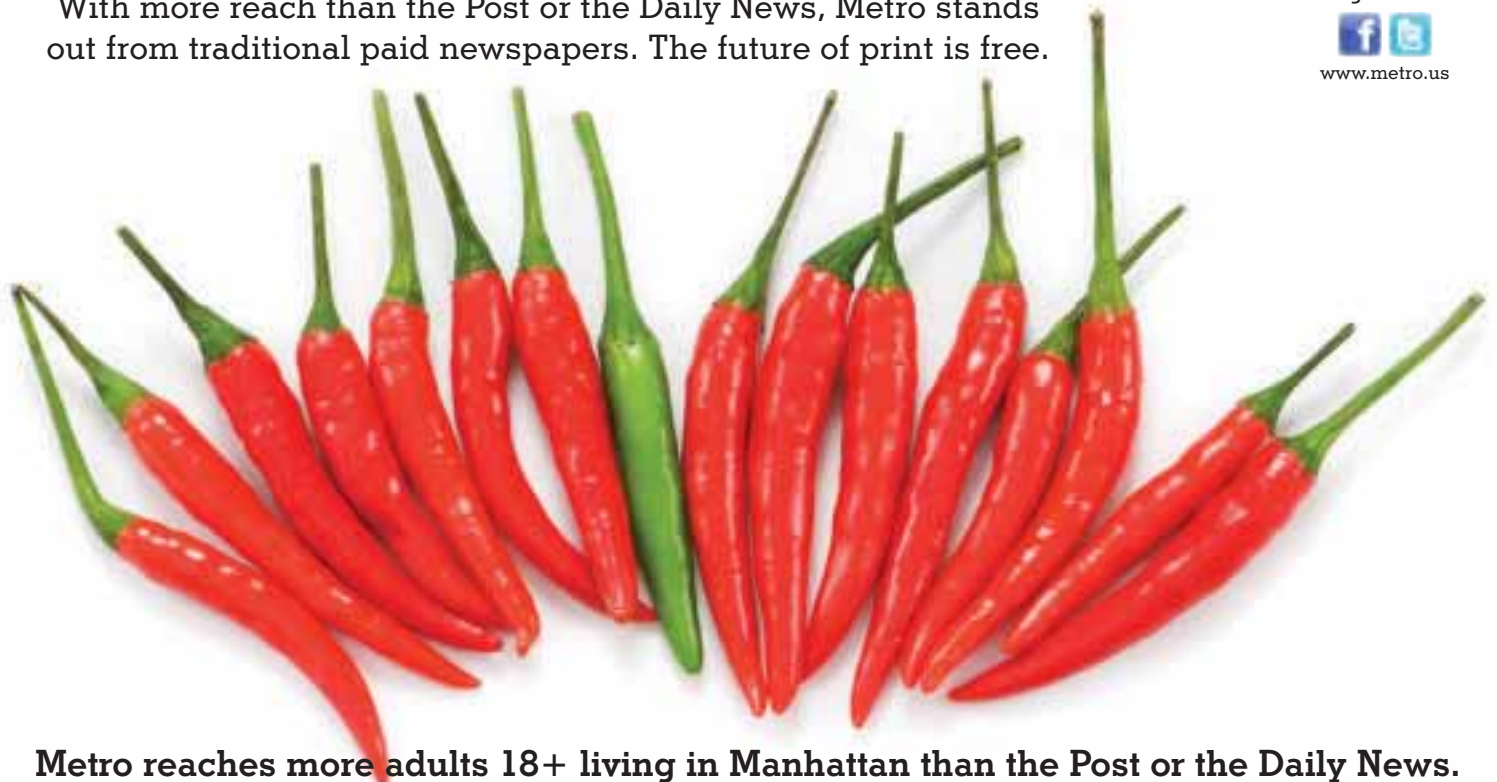 With more reach than the Post or the Daily News, Metro stands
out from traditional paid newspapers. The future of print is free.
f t
www.metro.us
Metro reaches more adults 18+ living in Manhattan than the Post or the Daily News.